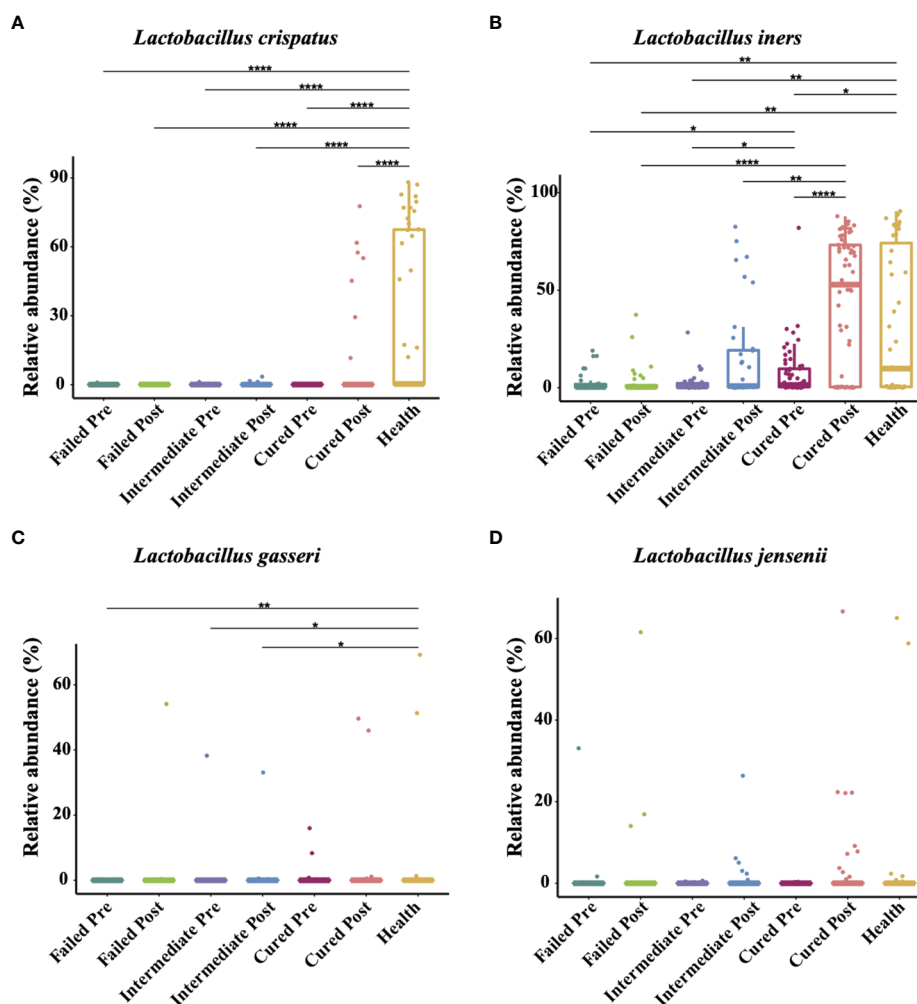 A
Lactobacillus crispatus
****
****
****
****
****
****
Relative abundance (%)
90
60
30
0
Failed Pre
Failed Post
Intermediate Pre
Intermediate Post
Cured Pre
Cured Post
Health
B
Lactobacillus iners
**
**
*
**
*
*
****
**
****
Relative abundance (%)
100
50
0
Failed Pre
Failed Post
Intermediate Pre
Intermediate Post
Cured Pre
Cured Post
Health
C
Lactobacillus gasseri
**
*
*
Relative abundance (%)
60
40
20
0
Failed Pre
Failed Post
Intermediate Pre
Intermediate Post
Cured Pre
Cured Post
Health
D
Lactobacillus jensenii
Relative abundance (%)
60
40
20
0
Failed Pre
Failed Post
Intermediate Pre
Intermediate Post
Cured Pre
Cured Post
Health